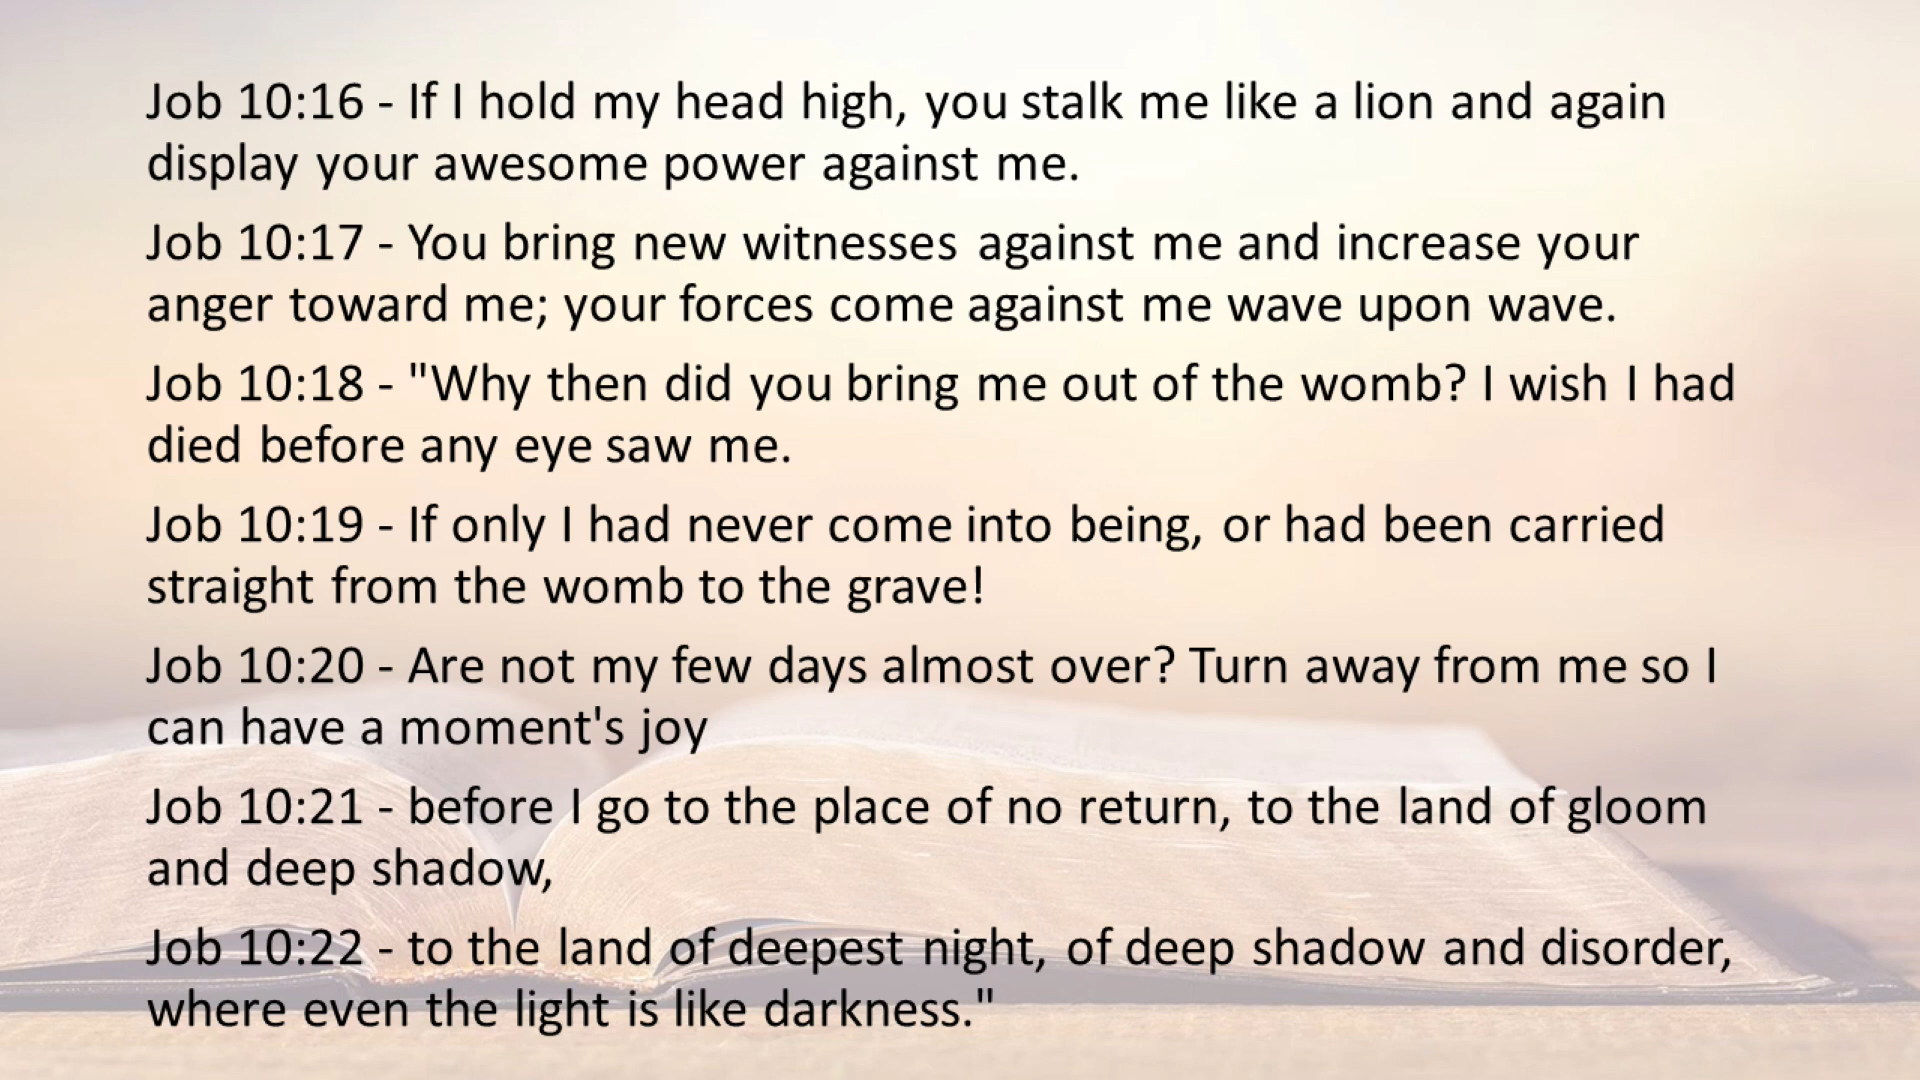 Job 10:16 - If I hold my head high, you stalk me like a lion and again
display your awesome power against me.
Job 10:17 - You bring new witnesses against me and increase your
anger toward me; your forces come against me wave upon wave.
Job 10:18 - "Why then did you bring me out of the womb? I wish I had
died before any eye saw me.
Job 10:19 - If only I had never come into being, or had been carried
straight from the womb to the grave!
Job 10:20 - Are not my few days almost over? Turn away from me so I
can have a moment's joy
Job 10:21 - before I go to the place of no return, to the land of gloom
and deep shadow,
Job 10:22 - to the land of deepest night, of deep shadow and disorder,
where even the light is like darkness."